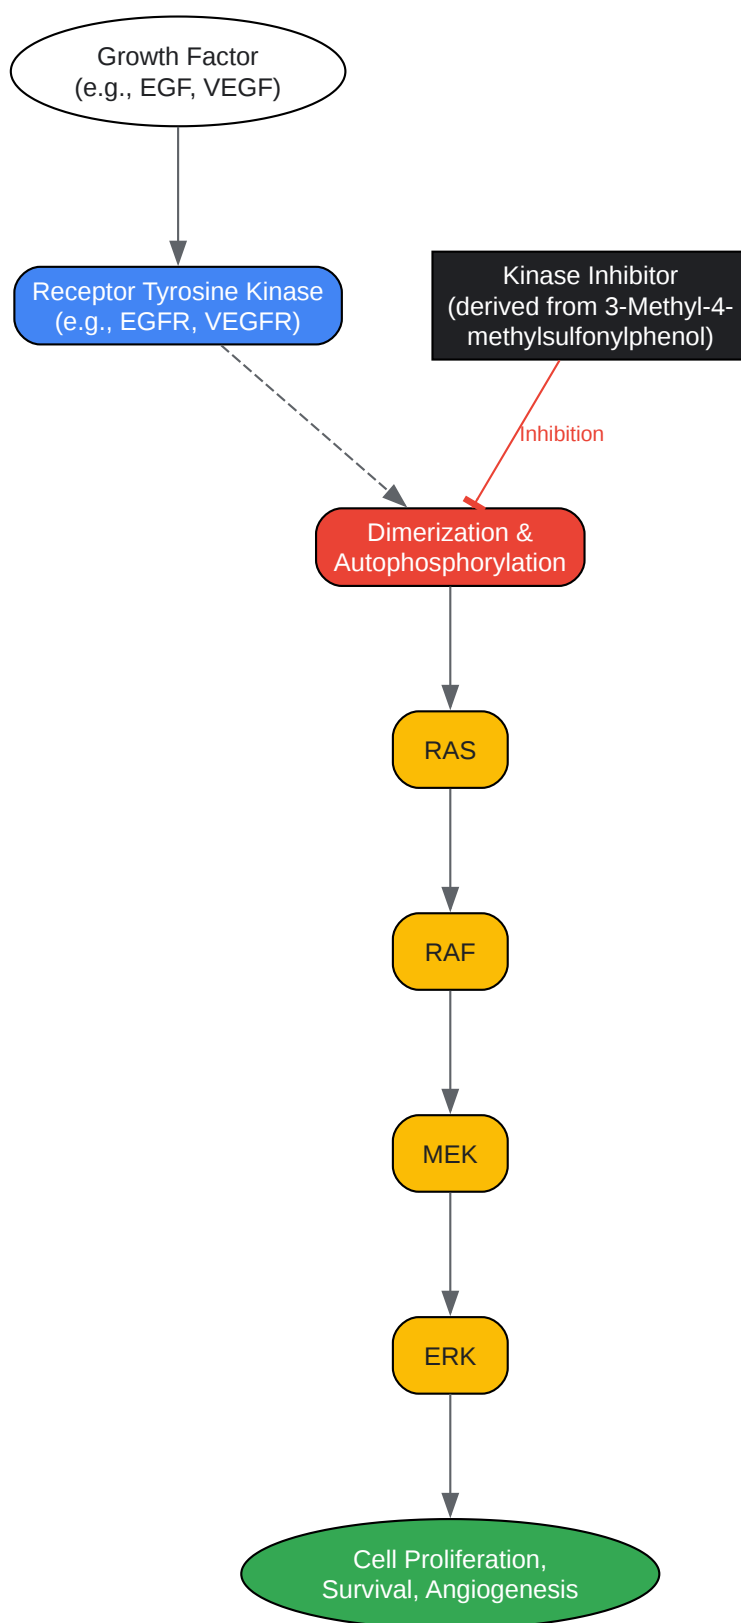 Growth Factor
(e.g., EGF, VEGF)
Receptor Tyrosine Kinase
(e.g., EGFR, VEGFR)
Kinase Inhibitor
(derived from 3-Methyl-4-
methylsulfonylphenol)
Inhibition
Dimerization &
Autophosphorylation
RAS
RAF
MEK
ERK
Cell Proliferation,
Survival, Angiogenesis